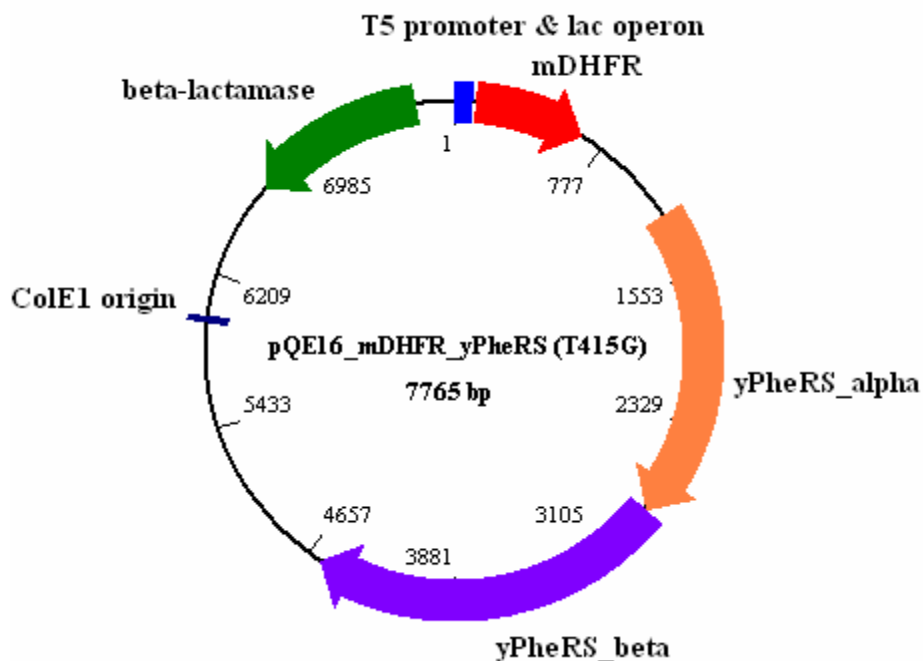 T5 promoter & lac operon
mDHFR
beta-lactamase
1
777
6985
1553
ColE1 origin
6209
pQE16_mDHFR_yPheRS (T415G)
7765 bp
yPheRS_alpha
2329
5433
4657
3105
3881
yPheRS_beta